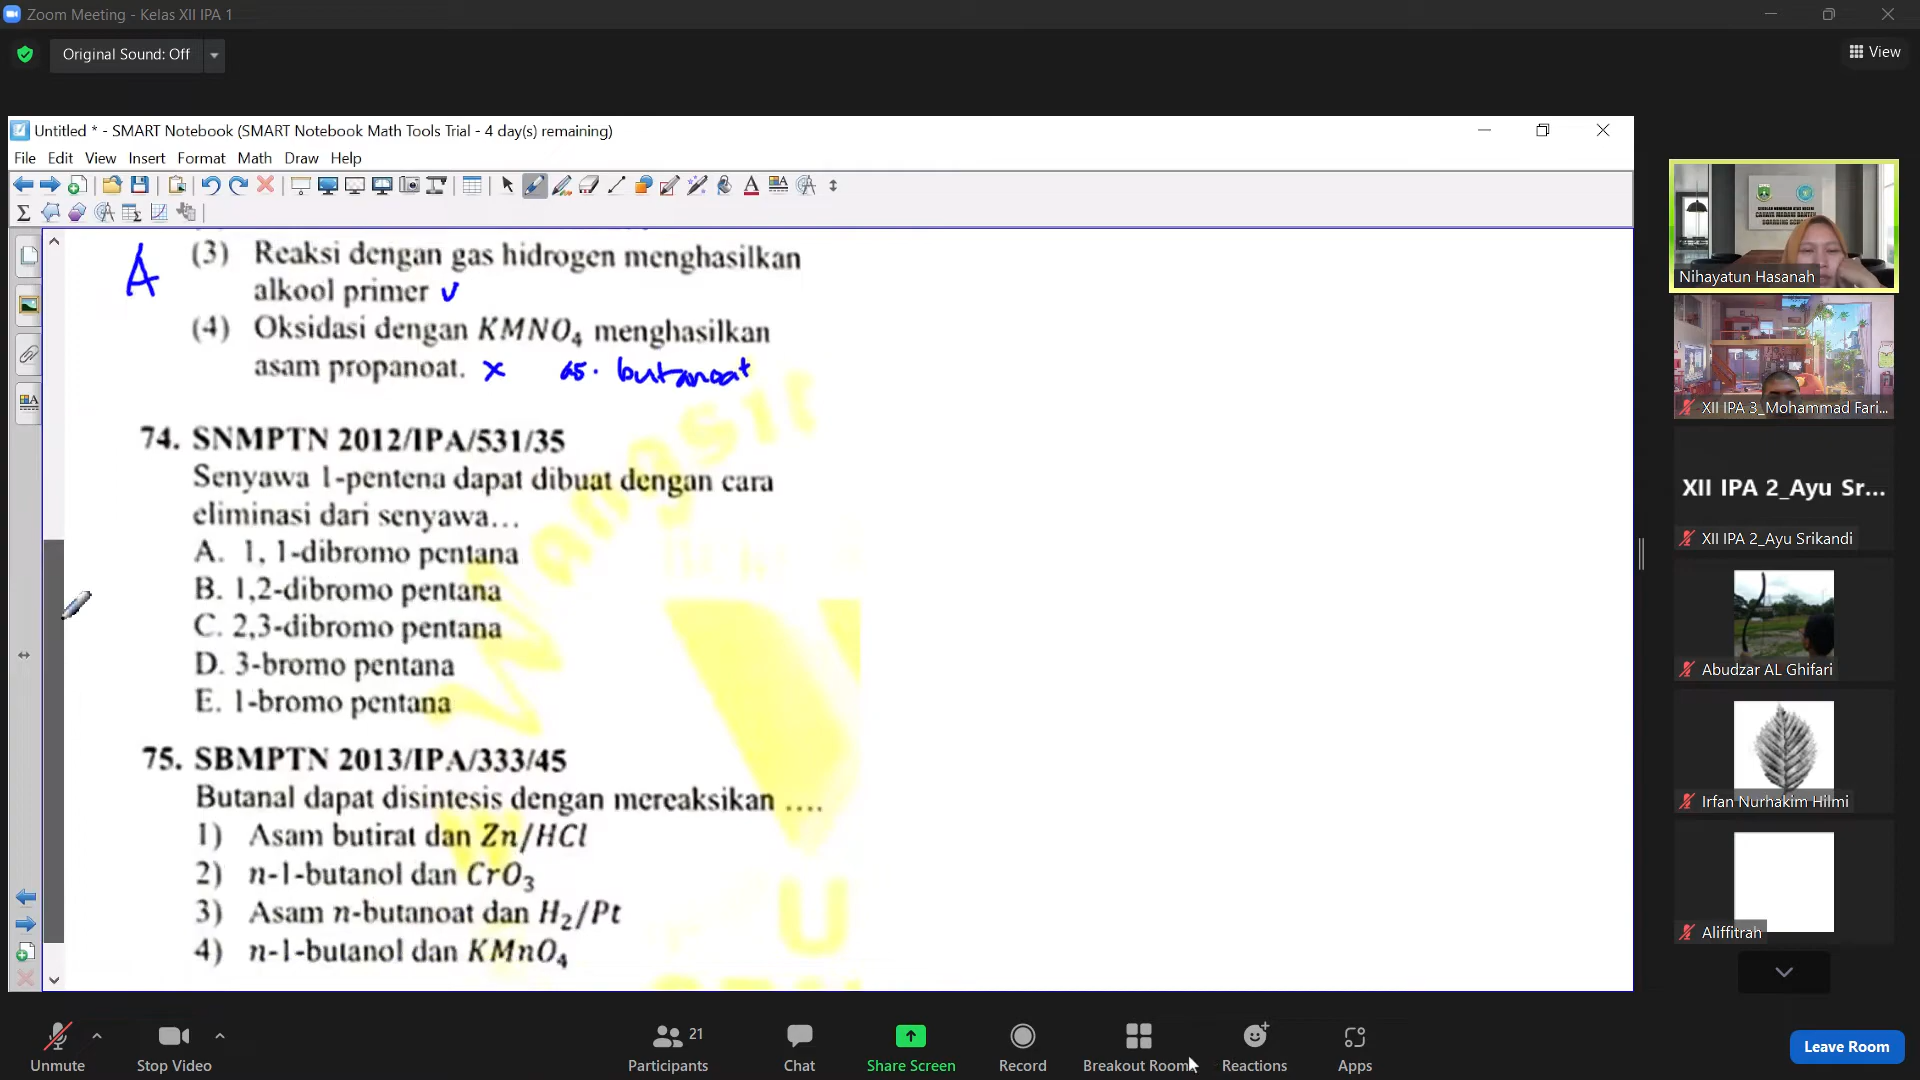 Zoom Meeting - Kelas XII IPA 1
Original Sound: Off
View
Untitled * - SMART Notebook (SMART Notebook Math Tools Trial - 4 day(s) remaining)
File Edit View Insert Format Math Draw Help
A
(3) Reaksi dengan gas hidrogen menghasilkan
alkool primer v
(4) Oksidasi dengan KMNO₄ menghasilkan
asam propanoat. x as. butanoat
74. SNMPTN 2012/IPA/531/35
Senyawa 1-pentena dapat dibuat dengan cara
eliminasi dari senyawa...
A. 1, 1-dibromo pentana
B. 1,2-dibromo pentana
C. 2,3-dibromo pentana
D. 3-bromo pentana
E. 1-bromo pentana
75. SBMPTN 2013/IPA/333/45
Butanal dapat disintesis dengan mereaksikan ....
1) Asam butirat dan Zn/HCl
2) n-1-butanol dan CrO₃
3) Asam n-butanoat dan H₂/Pt
4) n-1-butanol dan KMnO₄
Wangsit
U
Nihayatun Hasanah
XII IPA 3_Mohammad Fari...
XII IPA 2_Ayu Sr...
XII IPA 2_Ayu Srikandi
Abudzar AL Ghifari
Irfan Nurhakim Hilmi
Aliffitrah
Unmute
Stop Video
21
Participants
Chat
Share Screen
Record
Breakout Room
Reactions
Apps
Leave Room